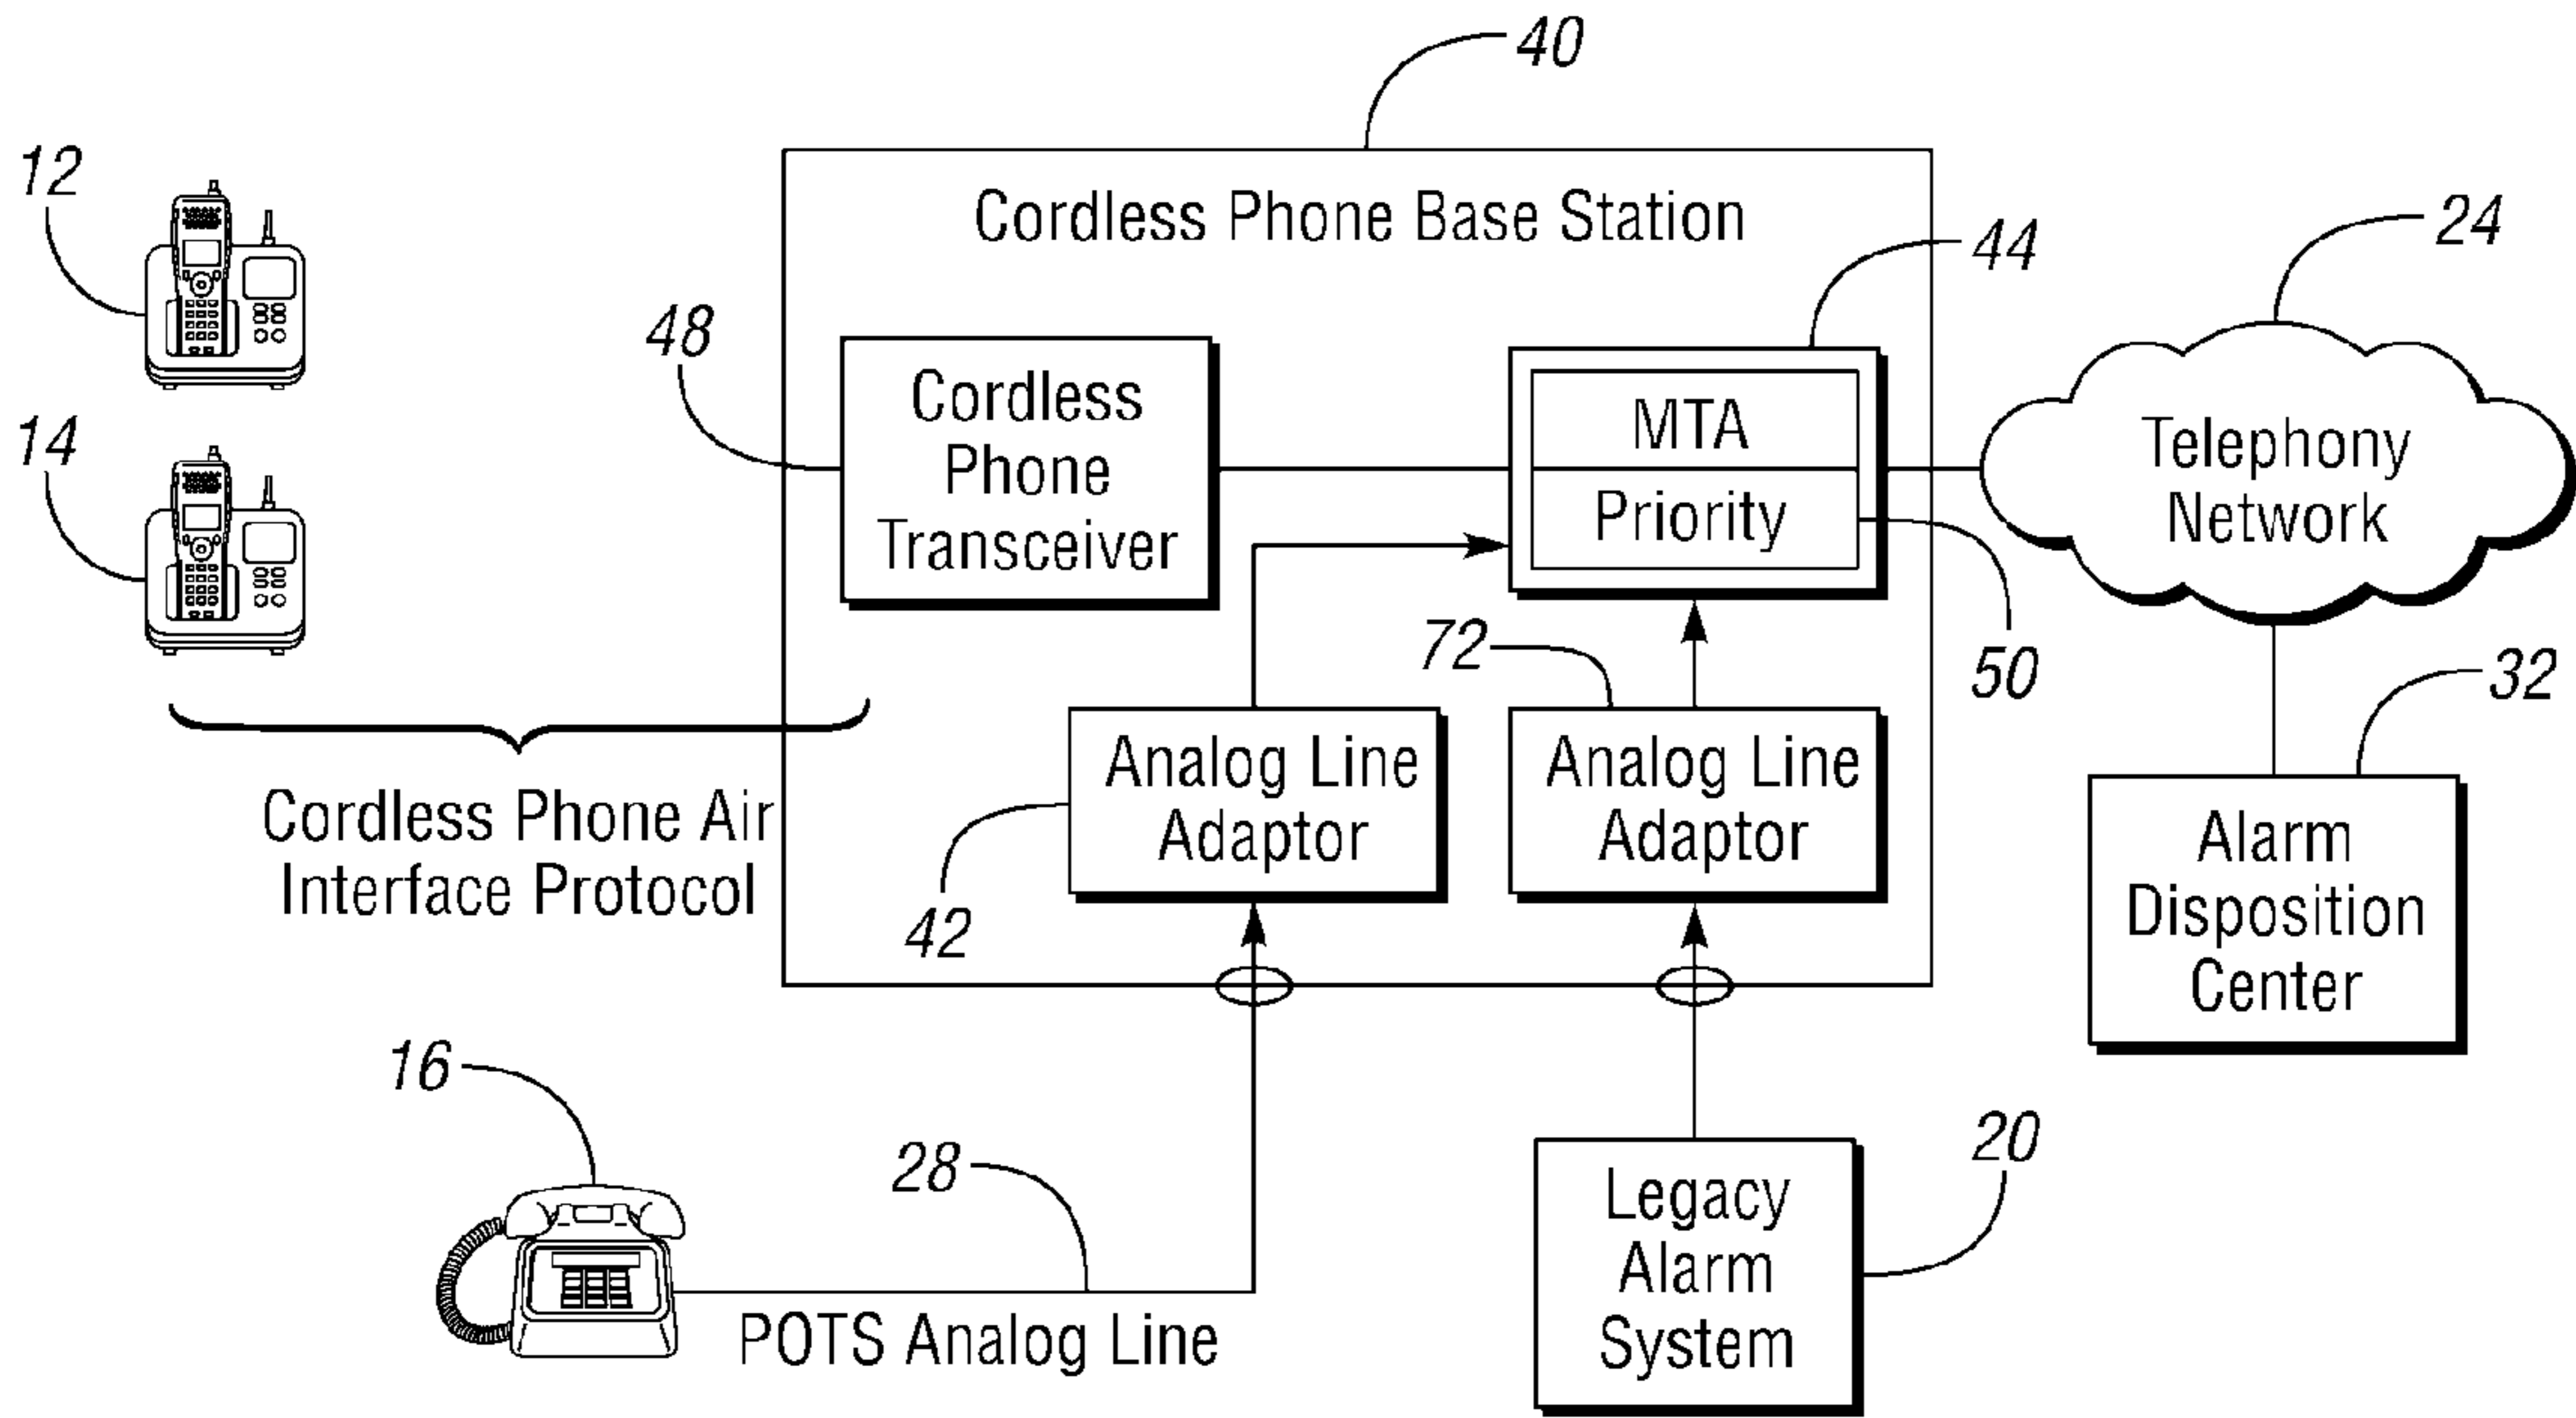 40
12
Cordless Phone Base Station
24
44
48
Cordless
Phone
Transceiver
MTA
Priority
Telephony
Network
14
72
50
32
Analog Line
Adaptor
Analog Line
Adaptor
Cordless Phone Air
Interface Protocol
42
Alarm
Disposition
Center
16
28
20
Legacy
Alarm
System
POTS Analog Line